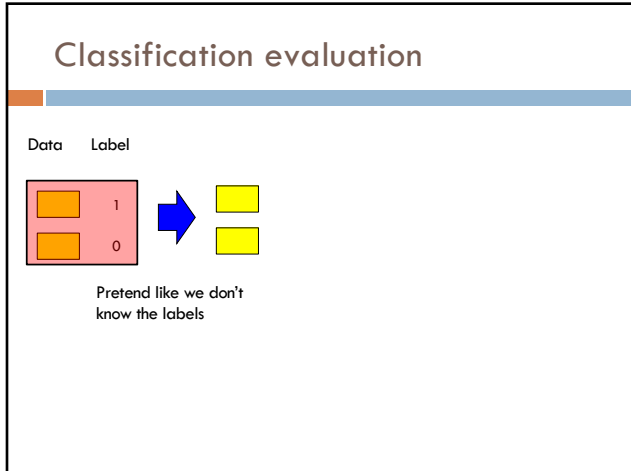 Classification evaluation
Data Label
1
0
Pretend like we don't
know the labels